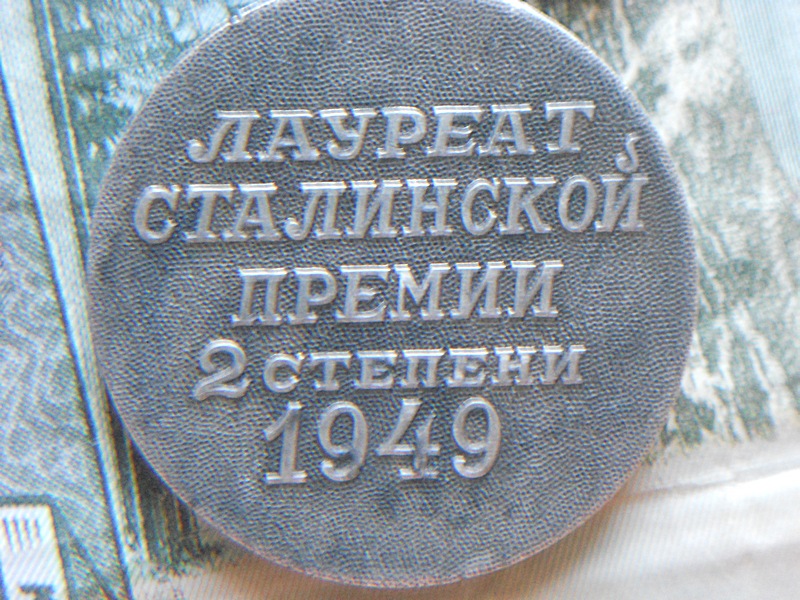 ЛАУРЕАТ
СТАЛИНСКОЙ
ПРЕМИИ
2 СТЕПЕНИ
1949